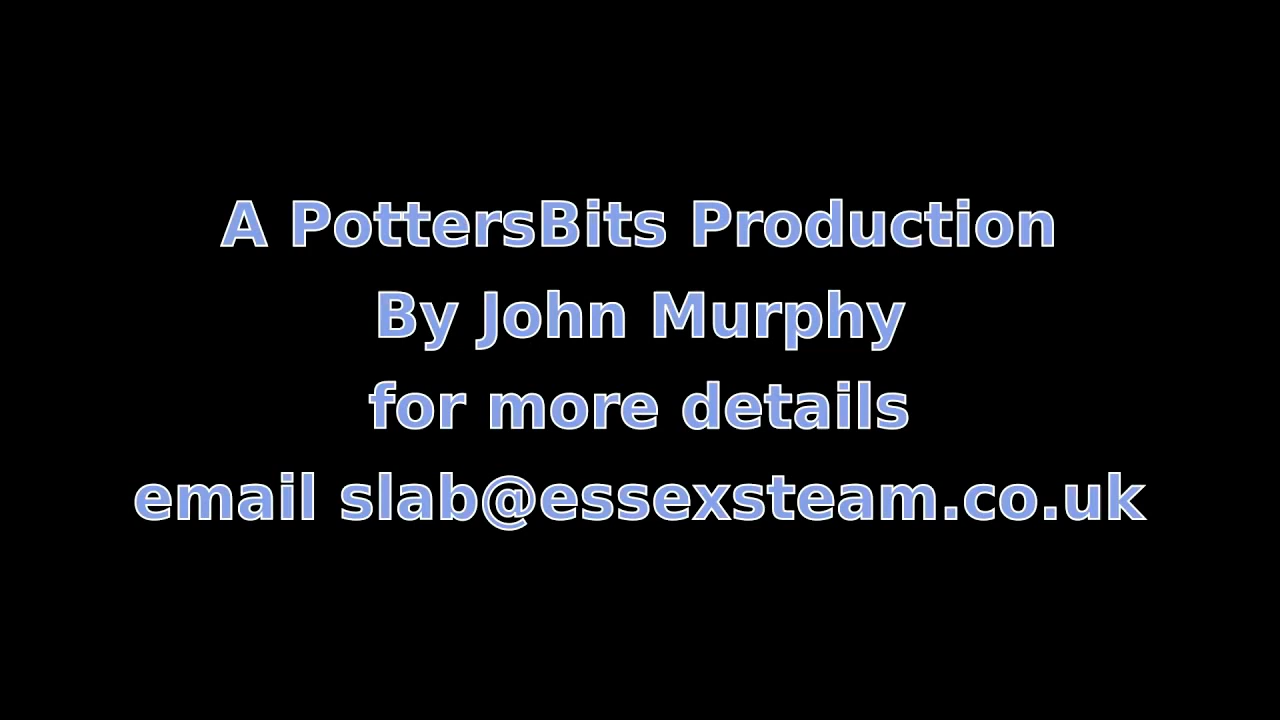 A PottersBits Production
By John Murphy
for more details
email slab@essexsteam.co.uk